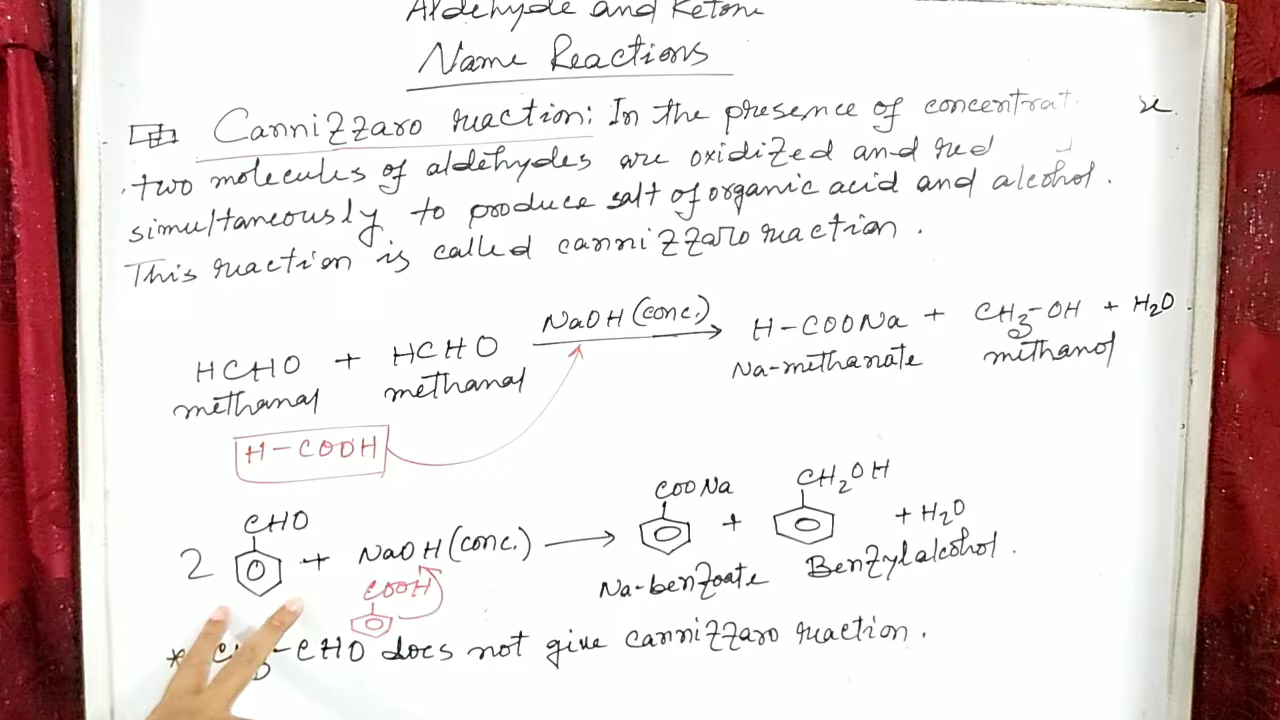 Aldehyde and Ketone
Name Reactions
Cannizzaro reaction: In the presence of concentrat
two molecules of aldehydes are oxidized and red
simultaneously to produce salt of organic acid and alcohol.
This reaction is called cannizzaro reaction.
HCHO + HCHO NaOH (conc.) → H-COONa + CH3-OH + H2O
methanal methanal Na-methanate methanol
H-COOH
CHO COONa CH2OH
2 + NaOH (conc.) → + + H2O
COOH Na-benzoate Benzylalcohol.
* -CHO does not give cannizzaro reaction.